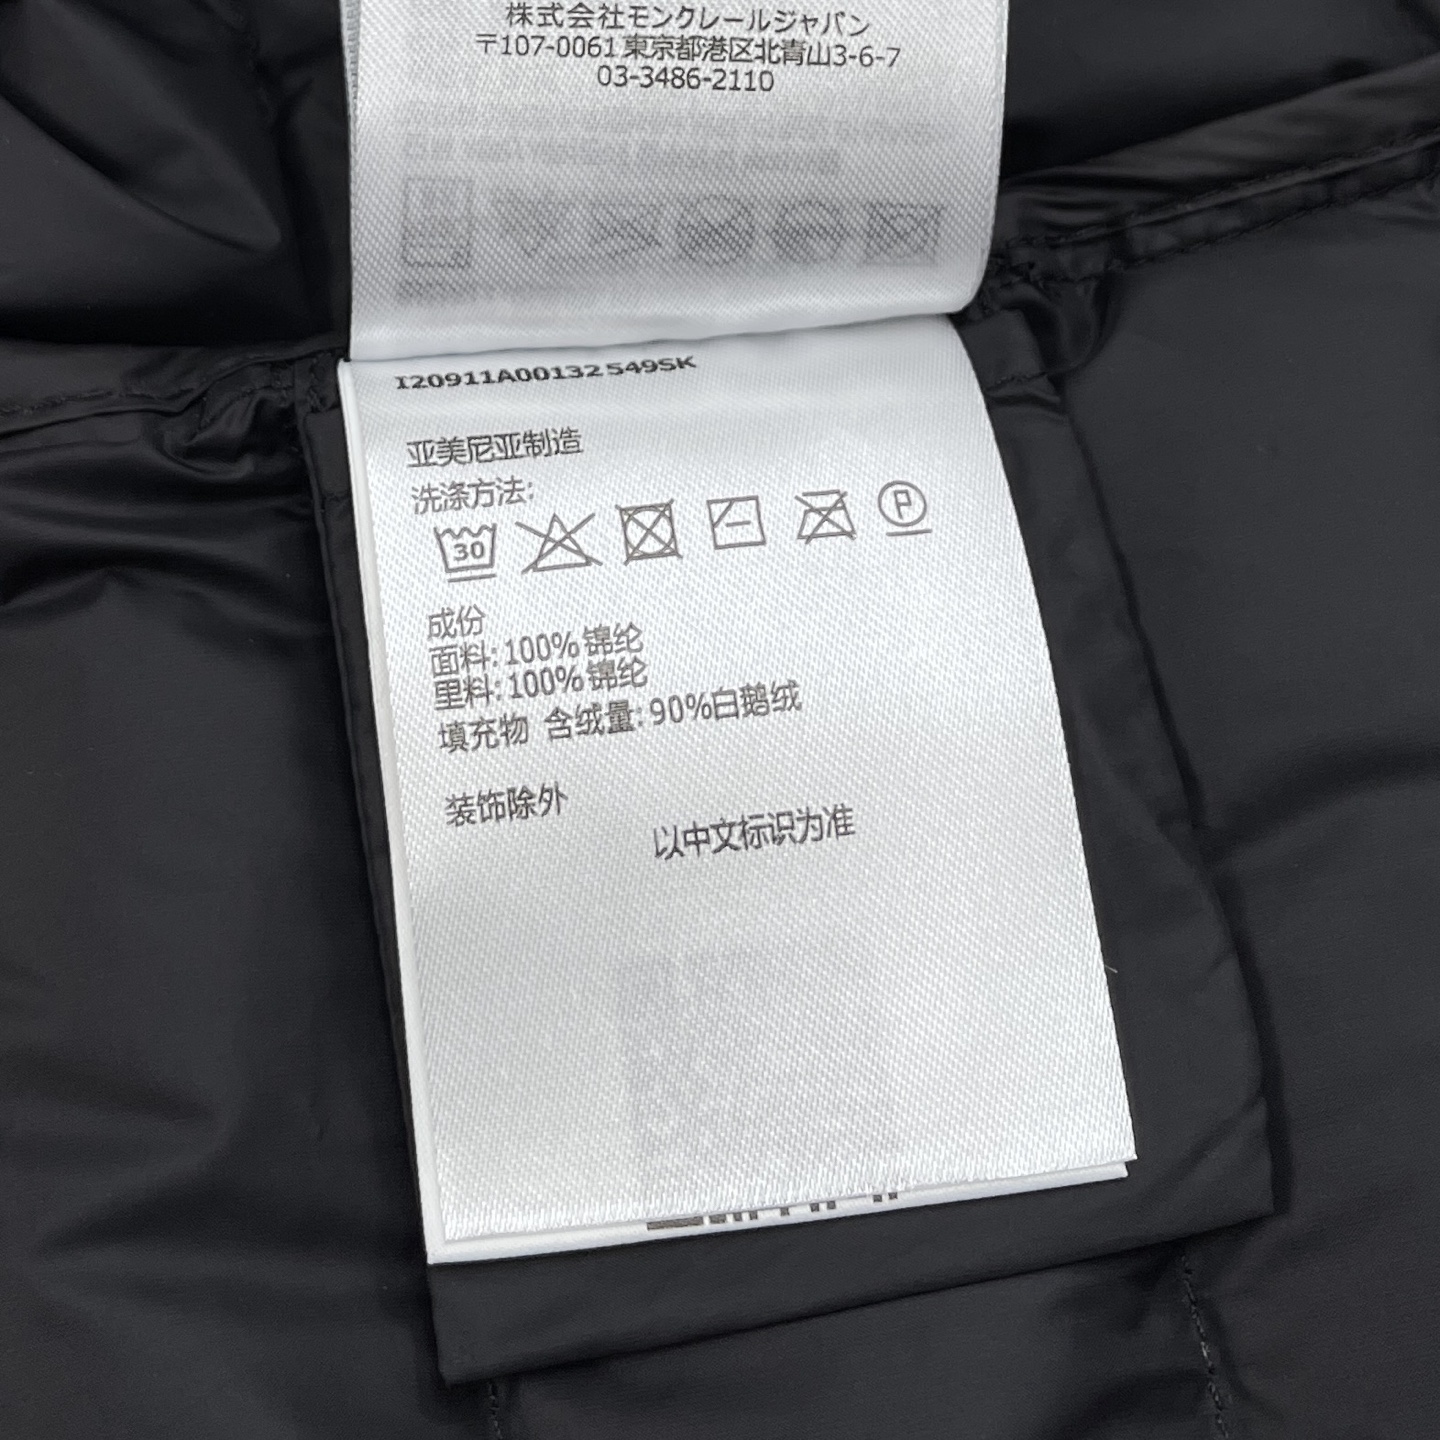 株式会社モンクレールジャパン
〒107-0061 東京都港区北青山3-6-7
03-3486-2110
I20911A00132549SK
亚美尼亚制造
洗涤方法:
30
P
成份
面料: 100% 锦纶
里料: 100% 锦纶
填充物 含绒量: 90%白鹅绒
装饰除外
以中文标识为准